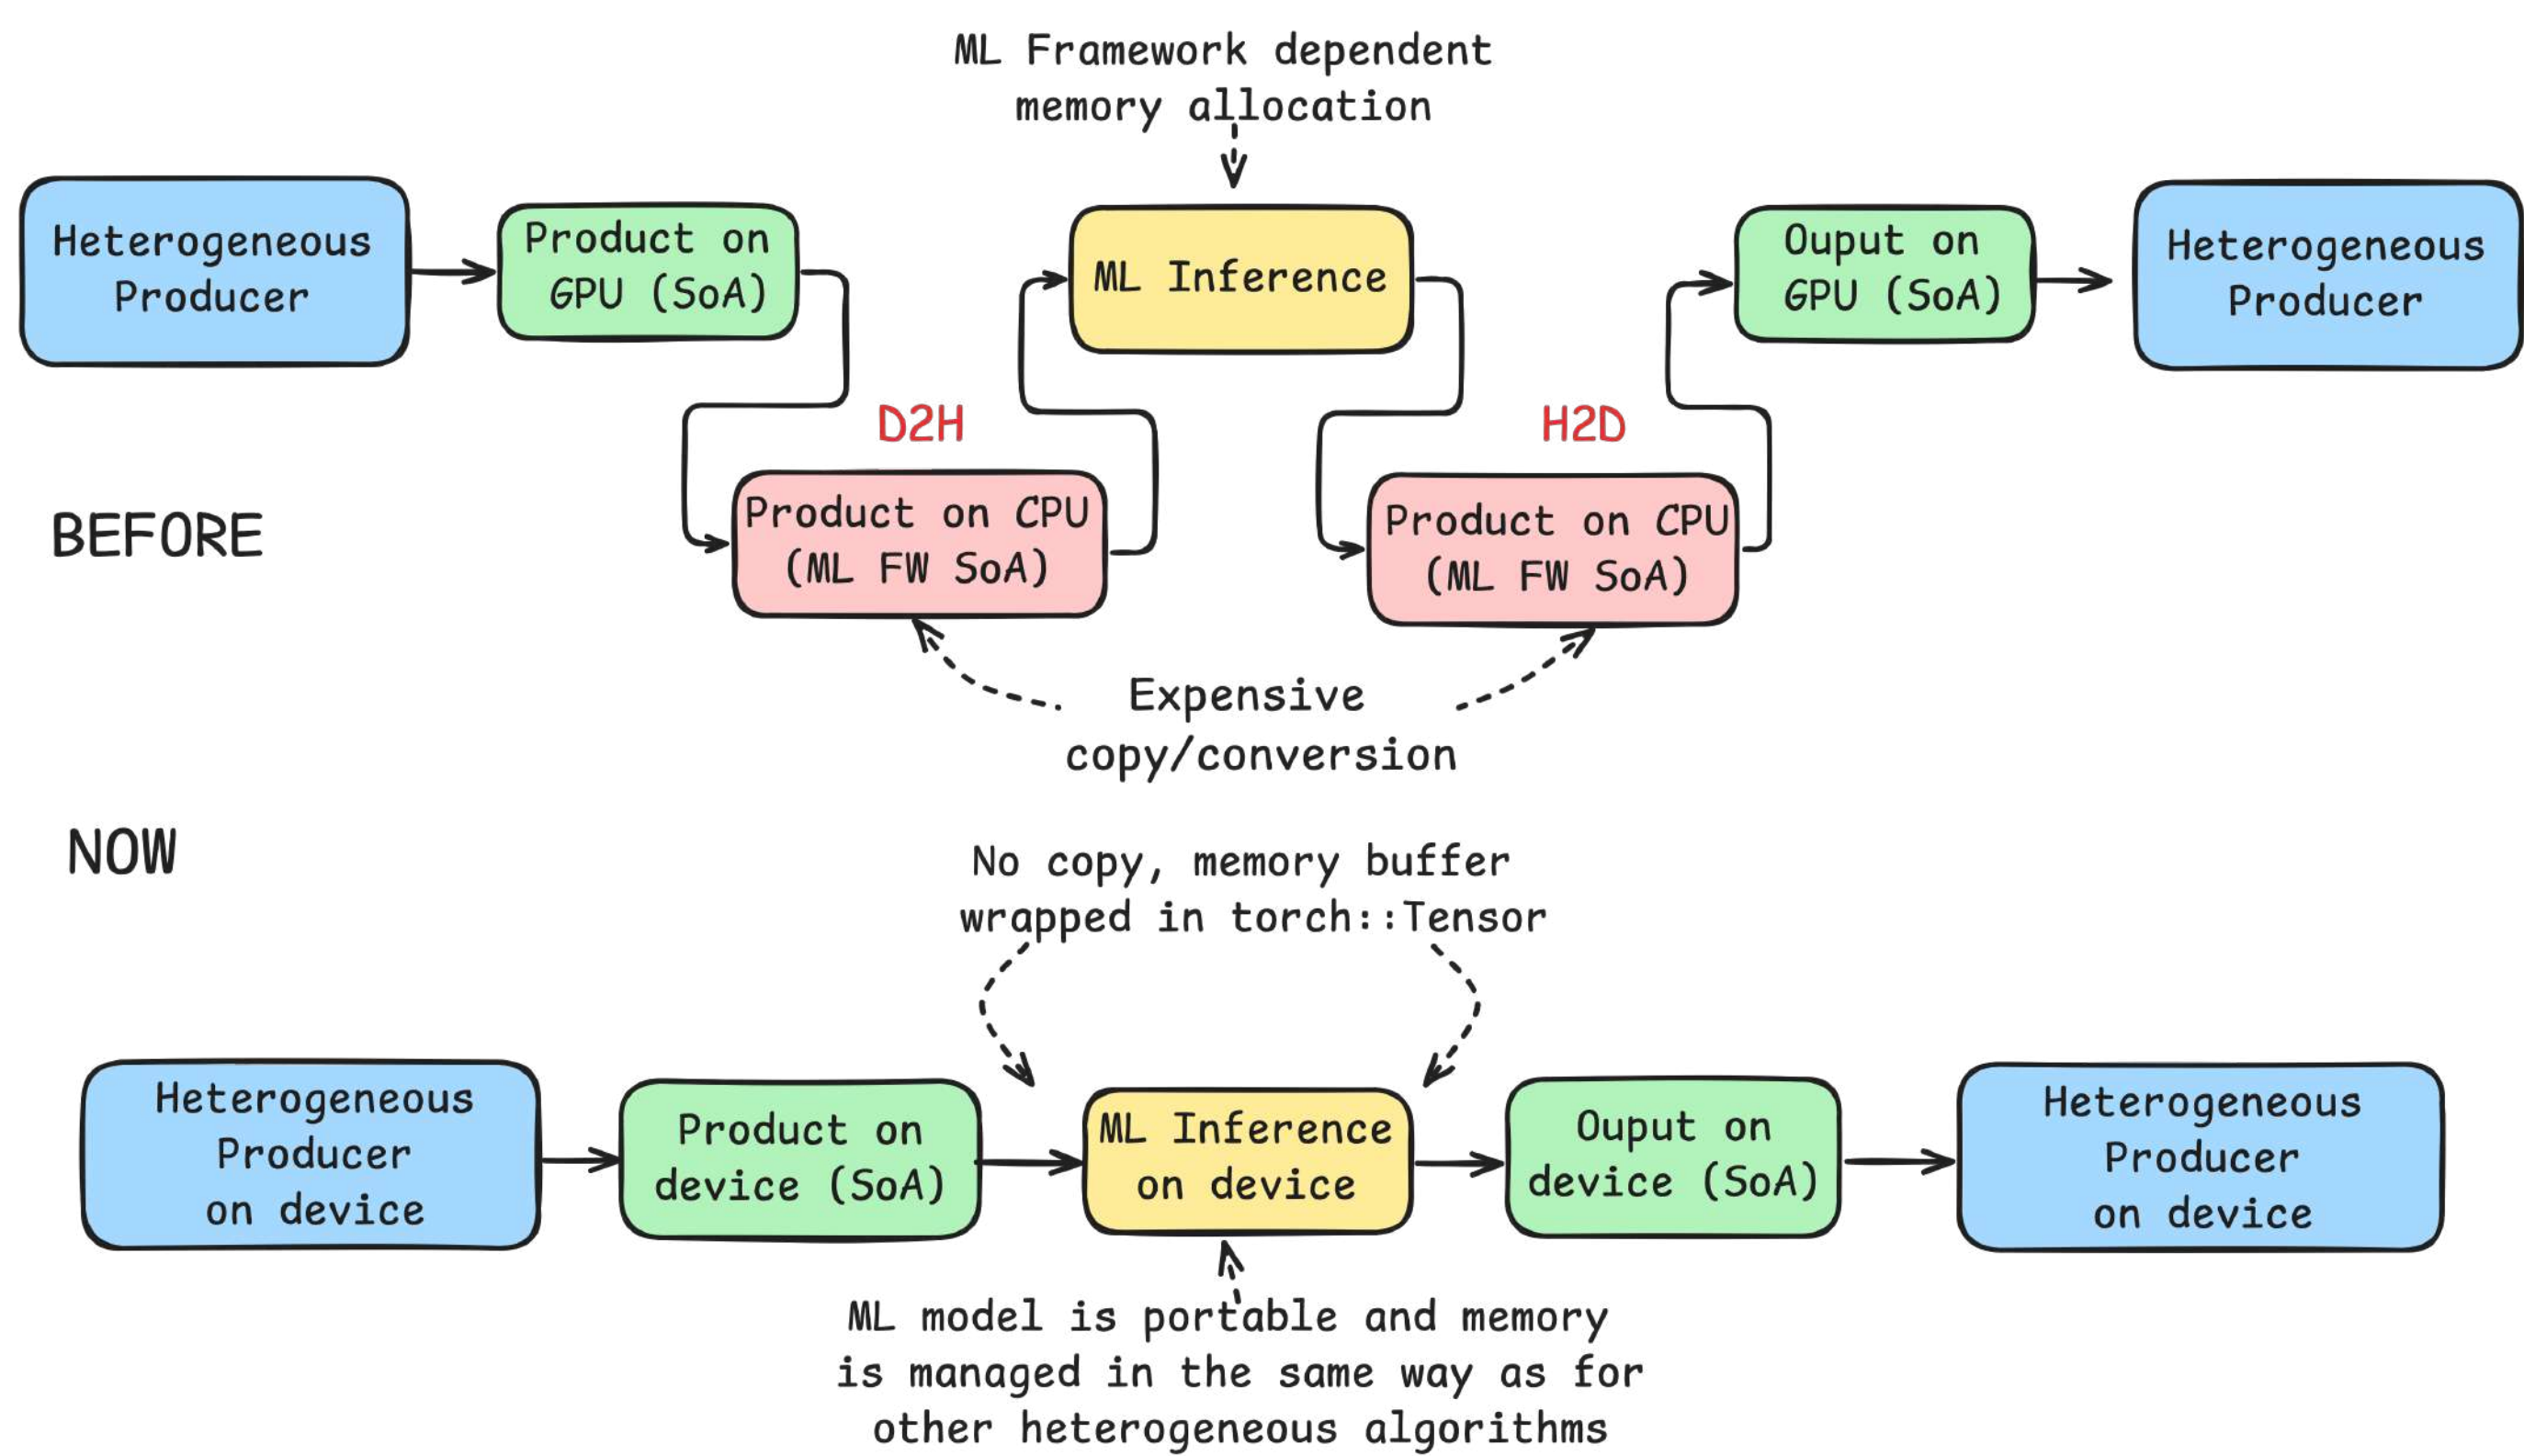 ML Framework dependent
memory allocation
Heterogeneous
Producer
Product on
GPU (SoA)
ML Inference
Ouput on
GPU (SoA)
Heterogeneous
Producer
D2H
H2D
BEFORE
Product on CPU
(ML FW SoA)
Product on CPU
(ML FW SoA)
Expensive
copy/conversion
NOW
No copy, memory buffer
wrapped in torch::Tensor
Heterogeneous
Producer
on device
Product on
device (SoA)
ML Inference
on device
Ouput on
device (SoA)
Heterogeneous
Producer
on device
ML model is portable and memory
is managed in the same way as for
other heterogeneous algorithms